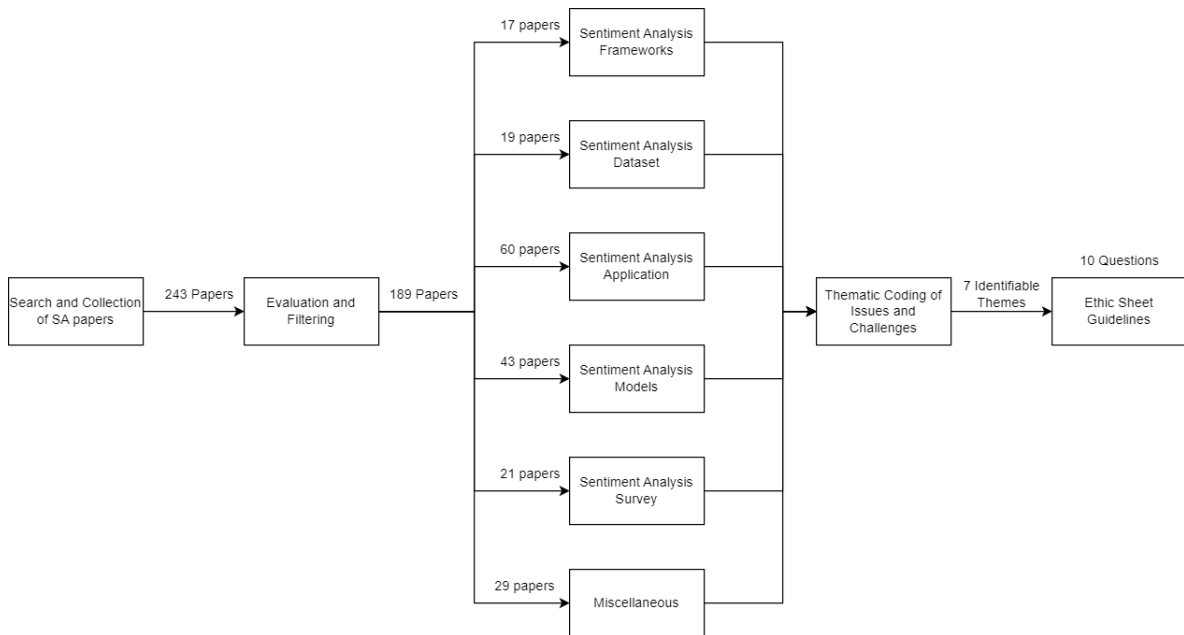 17 papers
Sentiment Analysis
Frameworks
19 papers
Sentiment Analysis
Dataset
60 papers
Sentiment Analysis
Application
Search and Collection
of SA papers
243 Papers
Evaluation and
Filtering
189 Papers
43 papers
Sentiment Analysis
Models
21 papers
Sentiment Analysis
Survey
29 papers
Miscellaneous
Thematic Coding of
Issues and
Challenges
7 Identifiable
Themes
10 Questions
Ethic Sheet
Guidelines